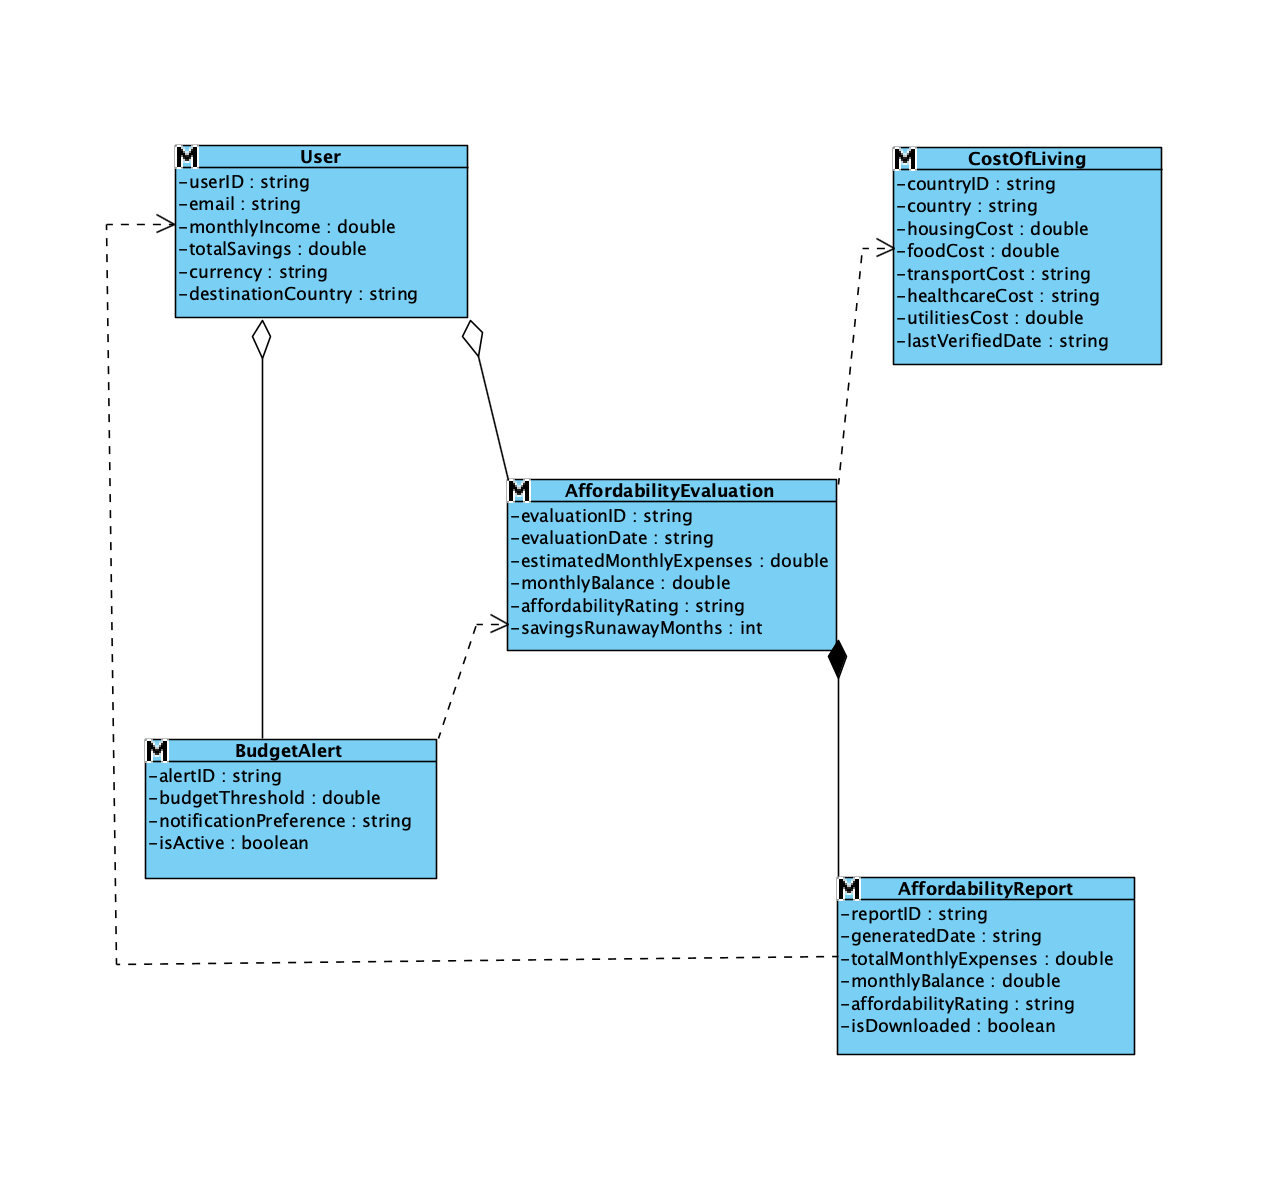 M User
-userID : string
-email : string
-monthlyIncome : double
-totalSavings : double
-currency : string
-destinationCountry : string
M CostOfLiving
-countryID : string
-country : string
-housingCost : double
-foodCost : double
-transportCost : string
-healthcareCost : string
-utilitiesCost : double
-lastVerifiedDate : string
M AffordabilityEvaluation
-evaluationID : string
-evaluationDate : string
-estimatedMonthlyExpenses : double
-monthlyBalance : double
-affordabilityRating : string
-savingsRunawayMonths : int
M BudgetAlert
-alertID : string
-budgetThreshold : double
-notificationPreference : string
-isActive : boolean
M AffordabilityReport
-reportID : string
-generatedDate : string
-totalMonthlyExpenses : double
-monthlyBalance : double
-affordabilityRating : string
-isDownloaded : boolean